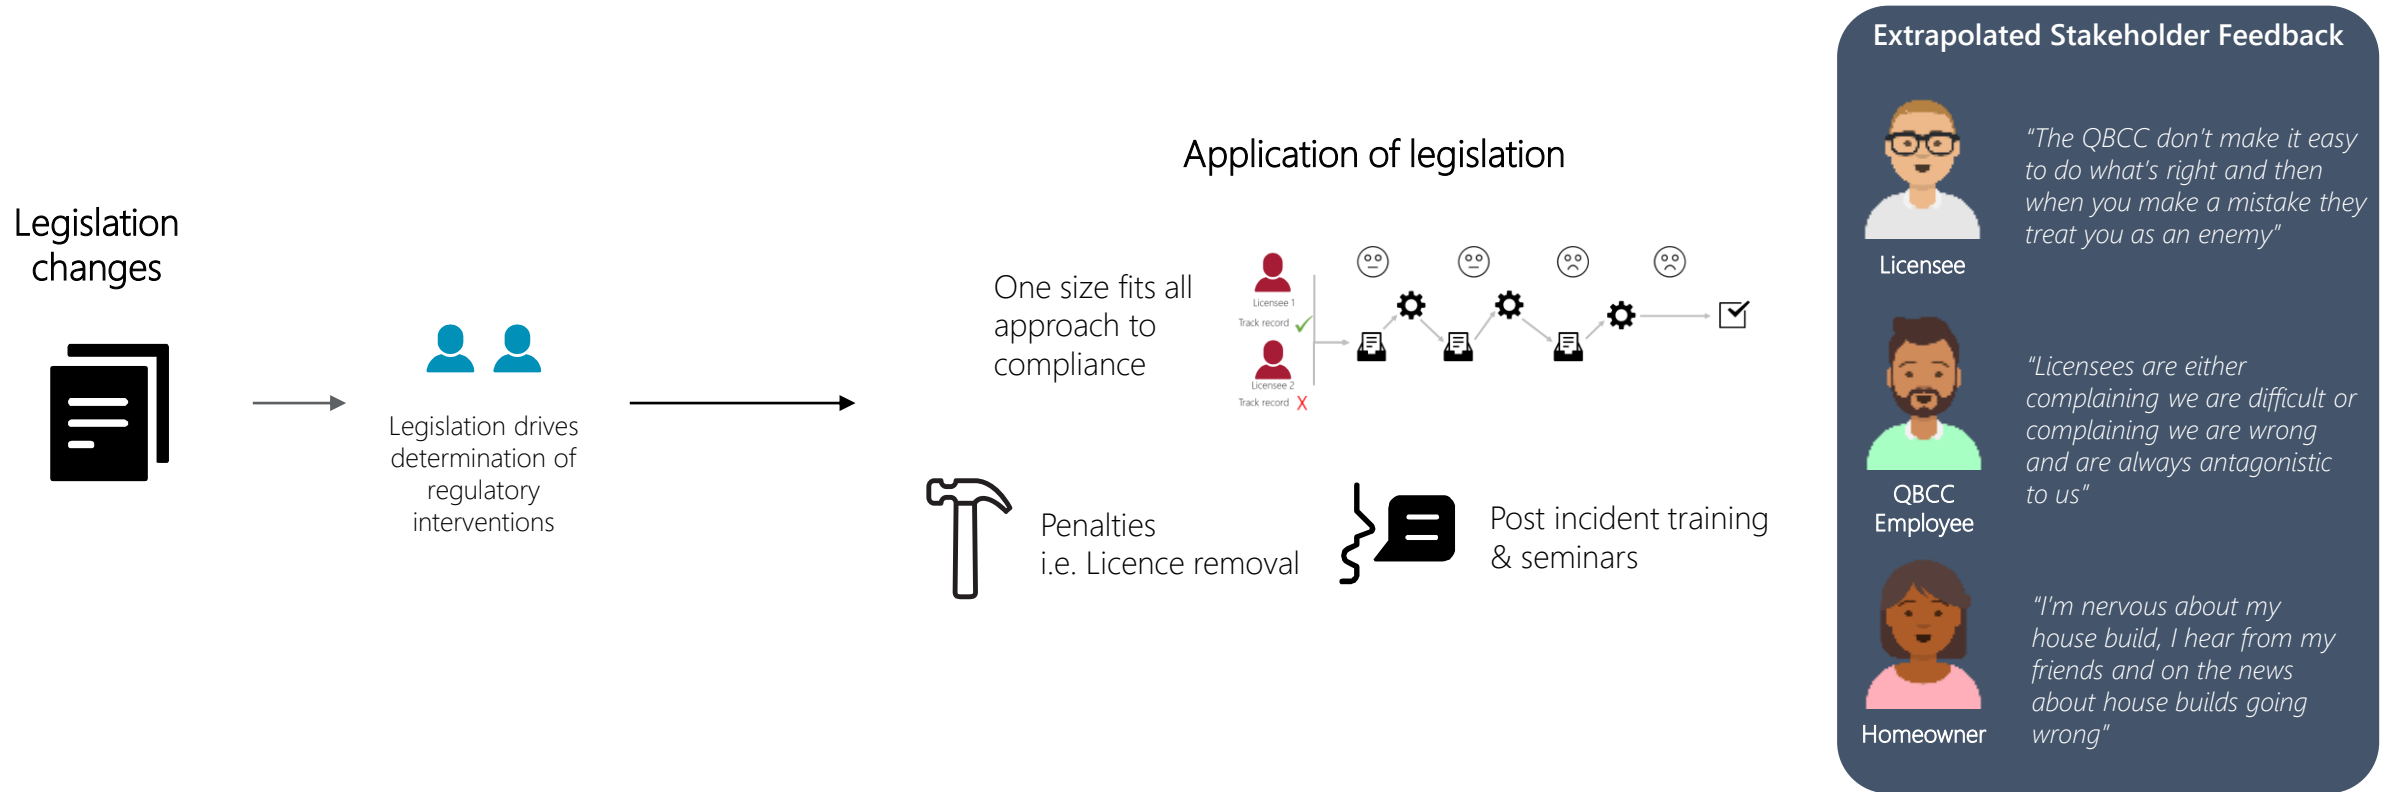 Legislation
changes
Legislation drives
determination of
regulatory
interventions
Application of legislation
One size fits all
approach to
compliance
Licensee 1
Track record
Licensee 2
Track record X
Penalties
i.e. Licence removal
Post incident training
& seminars
Extrapolated Stakeholder Feedback
Licensee
"The QBCC don't make it easy
to do what's right and then
when you make a mistake they
treat you as an enemy"
QBCC
Employee
"Licensees are either
complaining we are difficult or
complaining we are wrong
and are always antagonistic
to us"
Homeowner
"I'm nervous about my
house build, I hear from my
friends and on the news
about house builds going
wrong"